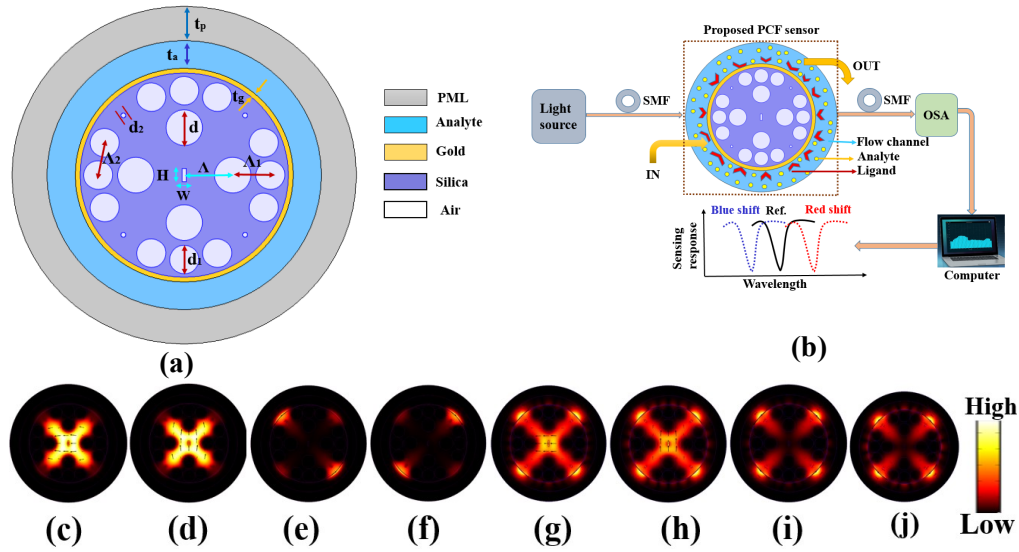 tp
ta
tg
d2
d
Λ2
H
Λ
Λ1
W
d1
(a)
PML
Analyte
Gold
Silica
Air
Proposed PCF sensor
Light
source
SMF
OUT
SMF
OSA
IN
Flow channel
Analyte
Ligand
Blue shift
Ref.
Red shift
Sensing
response
Wavelength
Computer
(b)
High
Low
(c)
(d)
(e)
(f)
(g)
(h)
(i)
(j)